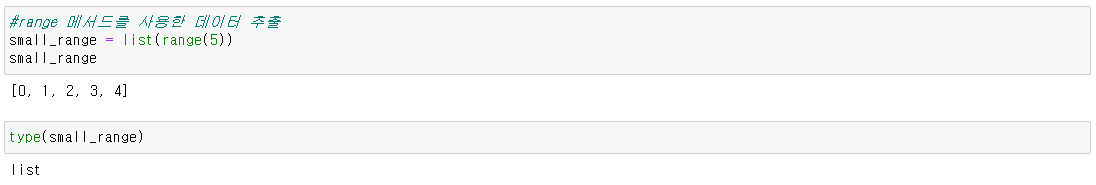 #range 메서드를 사용한 데이터 추출
small_range = list(range(5))
small_range
[0, 1, 2, 3, 4]
type(small_range)
list